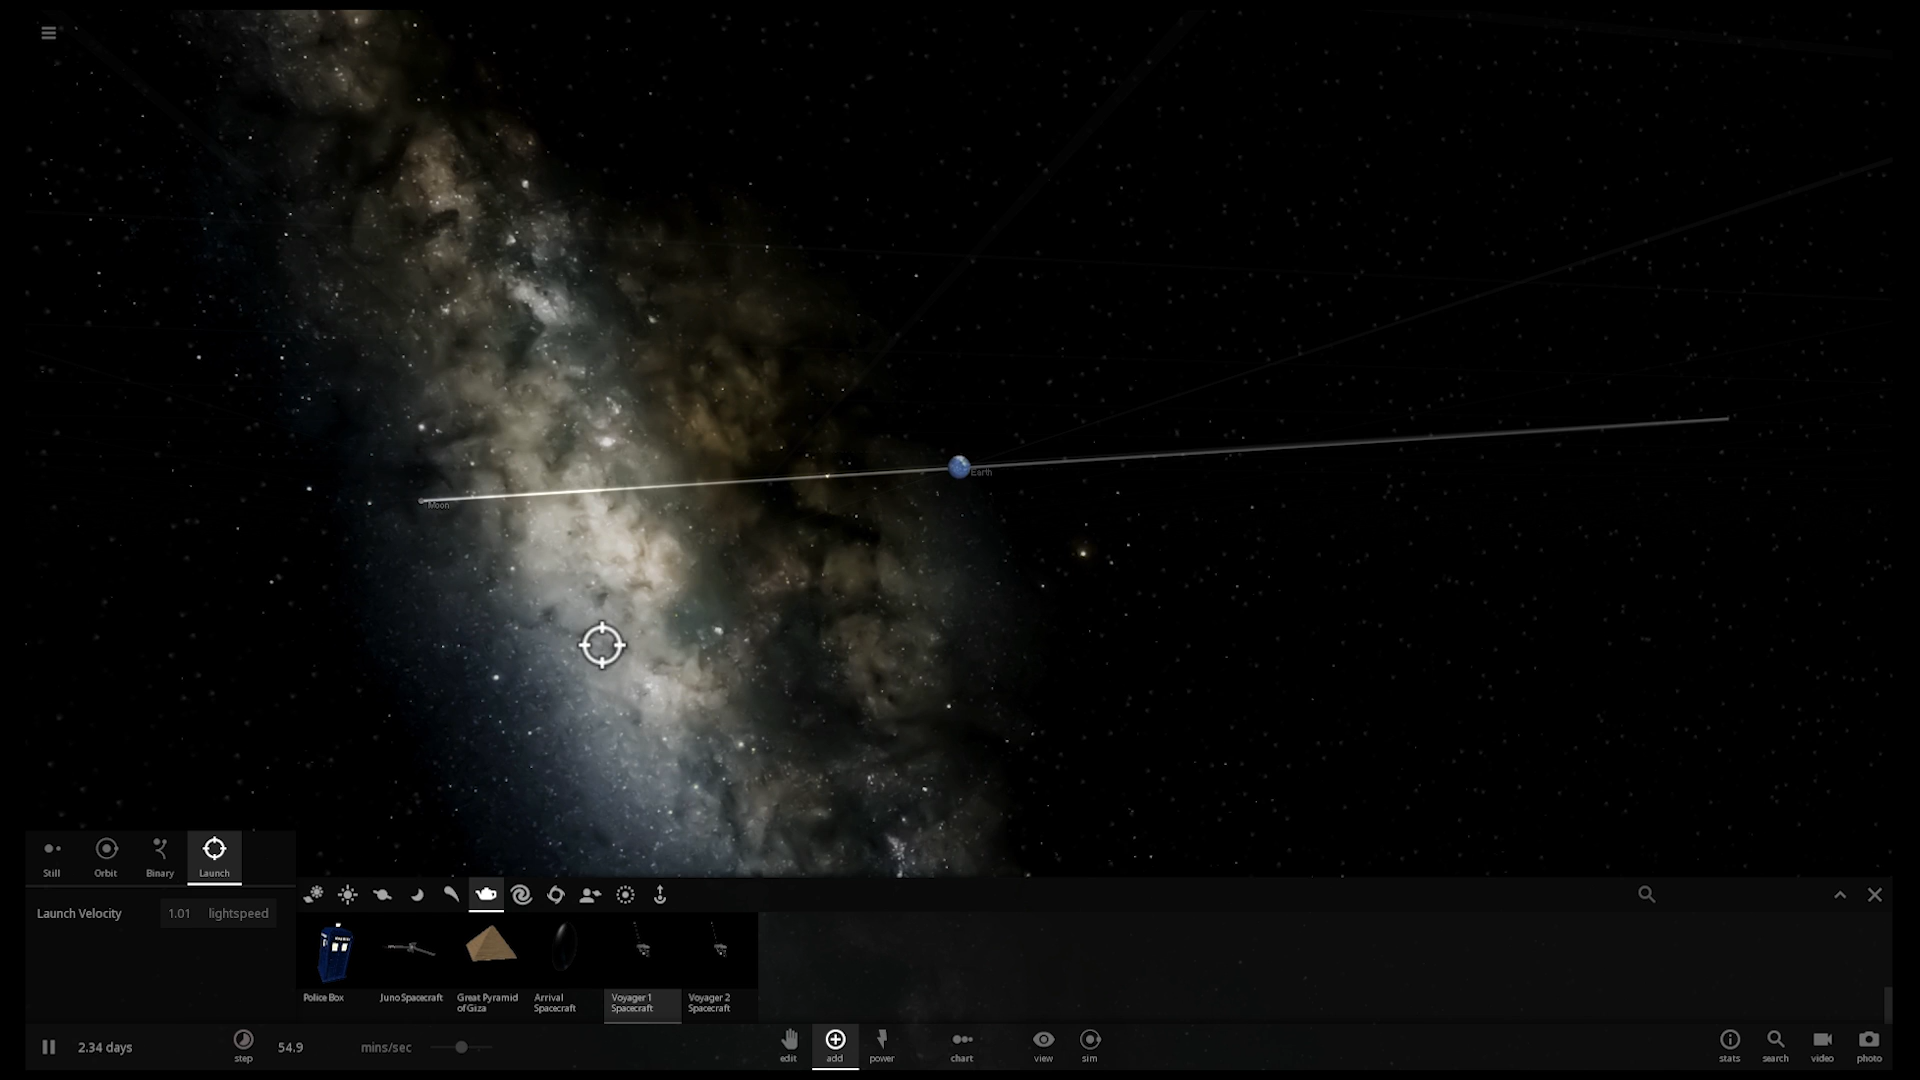 Earth
Moon
Still
Orbit
Binary
Launch
Launch Velocity
1.01 lightspeed
Police Box
Juno Spacecraft
Great Pyramid
of Giza
Arrival
Spacecraft
Voyager 1
Spacecraft
Voyager 2
Spacecraft
2.34 days
step
54.9
mins/sec
edit
add
power
chart
view
sim
stats
search
video
photo